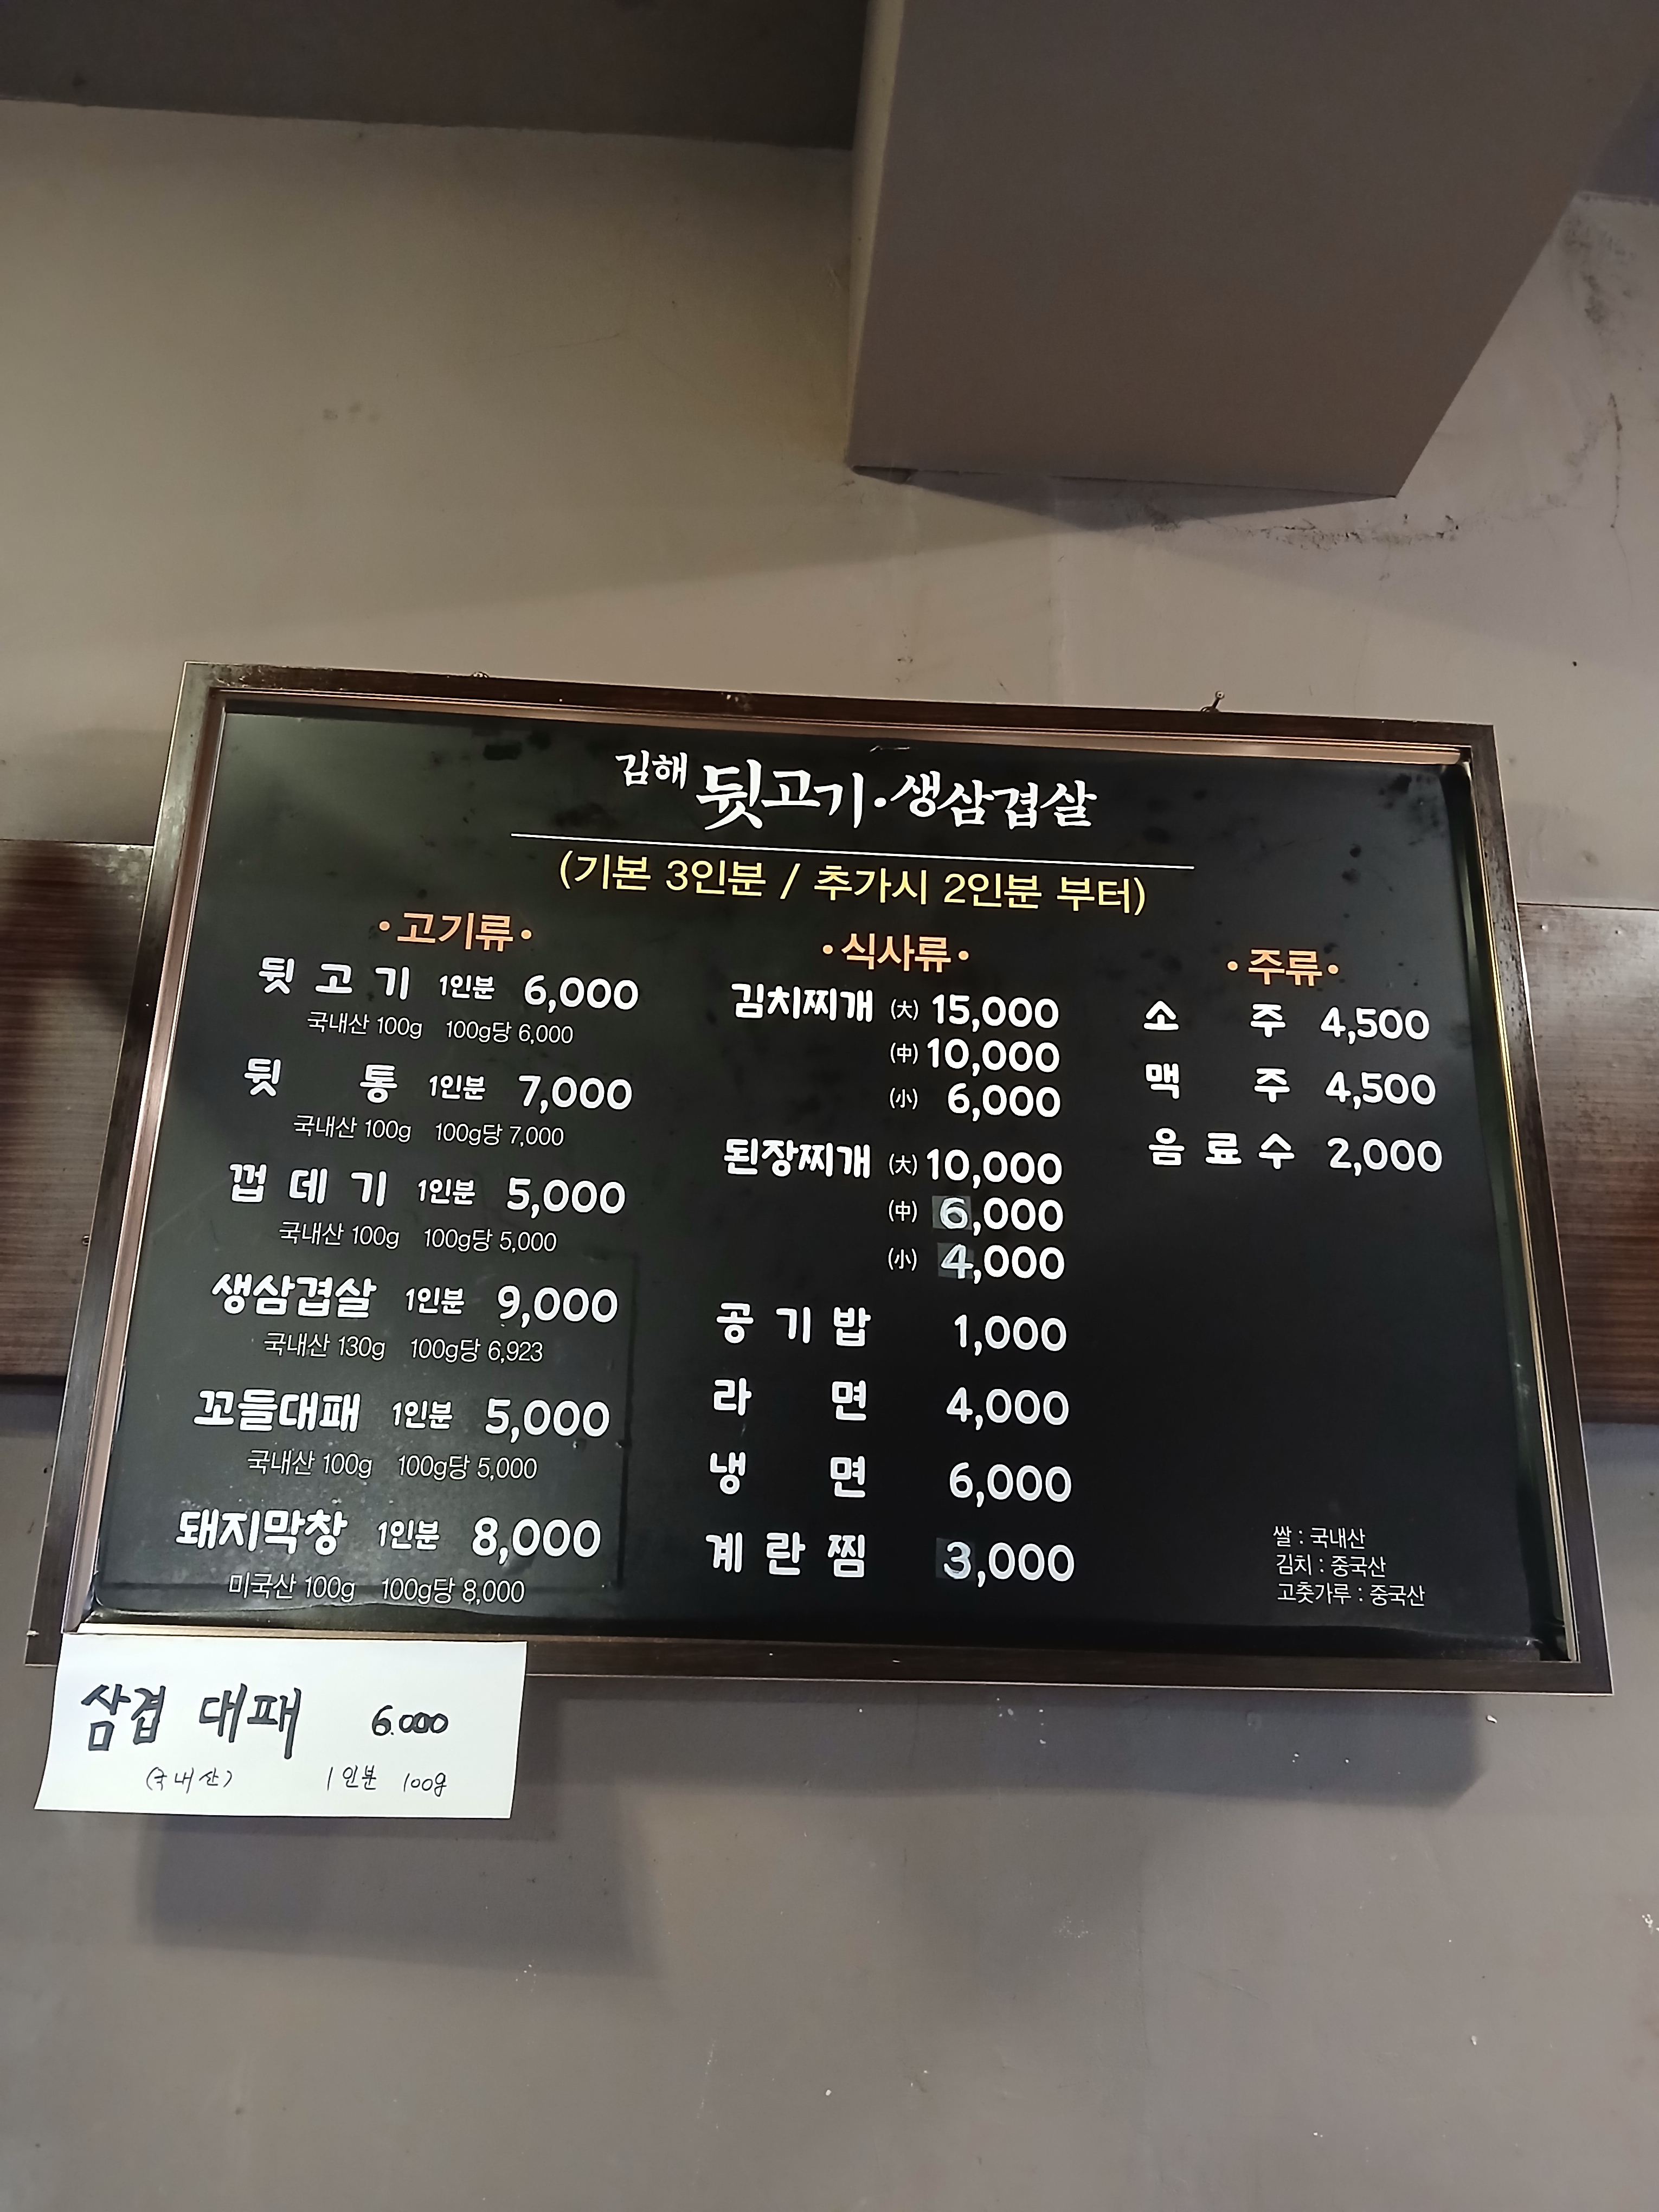 김해 뒷고기·생삼겹살
(기본 3인분 / 추가시 2인분 부터)
·고기류·
뒷고기 1인분 6,000
국내산 100g 100g당 6,000
뒷통 1인분 7,000
국내산 100g 100g당 7,000
껍데기 1인분 5,000
국내산 100g 100g당 5,000
생삼겹살 1인분 9,000
국내산 130g 100g당 6,923
꼬들대패 1인분 5,000
국내산 100g 100g당 5,000
돼지막창 1인분 8,000
미국산 100g 100g당 8,000
·식사류·
김치찌개 (大) 15,000
(中) 10,000
(小) 6,000
된장찌개 (大) 10,000
(中) 6,000
(小) 4,000
공기밥 1,000
라면 4,000
냉면 6,000
계란찜 3,000
·주류·
소주 4,500
맥주 4,500
음료수 2,000
쌀 : 국내산
김치 : 중국산
고춧가루 : 중국산
삼겹 대패 6.000
(국내산) 1인분 100g